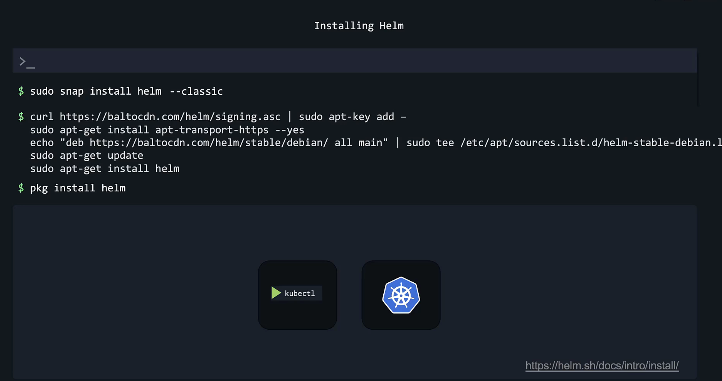 Installing Helm
>_
$ sudo snap install helm --classic
$ curl https://baltocdn.com/helm/signing.asc | sudo apt-key add –
sudo apt-get install apt-transport-https --yes
echo "deb https://baltocdn.com/helm/stable/debian/ all main" | sudo tee /etc/apt/sources.list.d/helm-stable-debian.l
sudo apt-get update
sudo apt-get install helm
$ pkg install helm
kubectl
https://helm.sh/docs/intro/install/